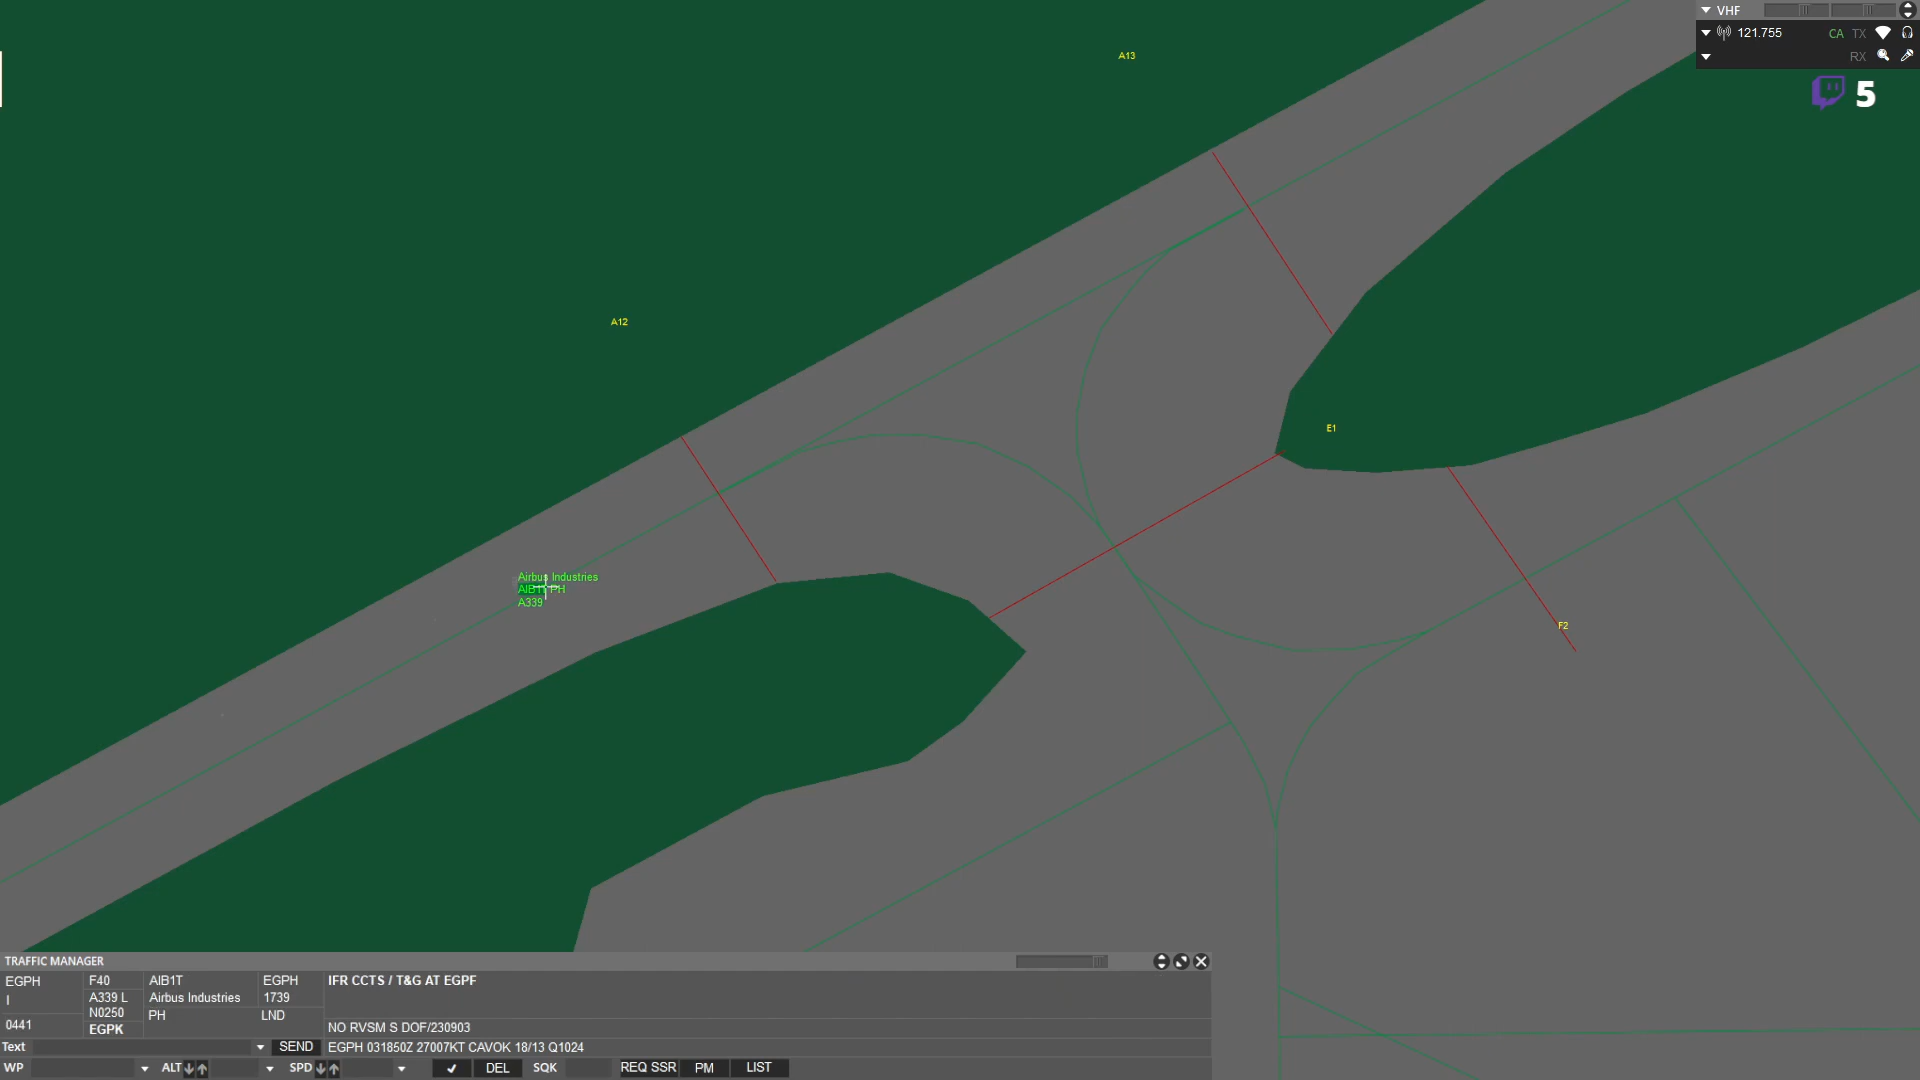 VHF
121.755 CA TX
RX
5
A13
A12
E1
F2
Airbus Industries
AIB1T PH
A339
TRAFFIC MANAGER
EGPH F40 AIB1T EGPH IFR CCTS / T&G AT EGPF
I A339 L Airbus Industries 1739
N0250 PH LND
0441 EGPK NO RVSM S DOF/230903
Text SEND EGPH 031850Z 27007KT CAVOK 18/13 Q1024
WP ALT SPD DEL SQK REQ SSR PM LIST